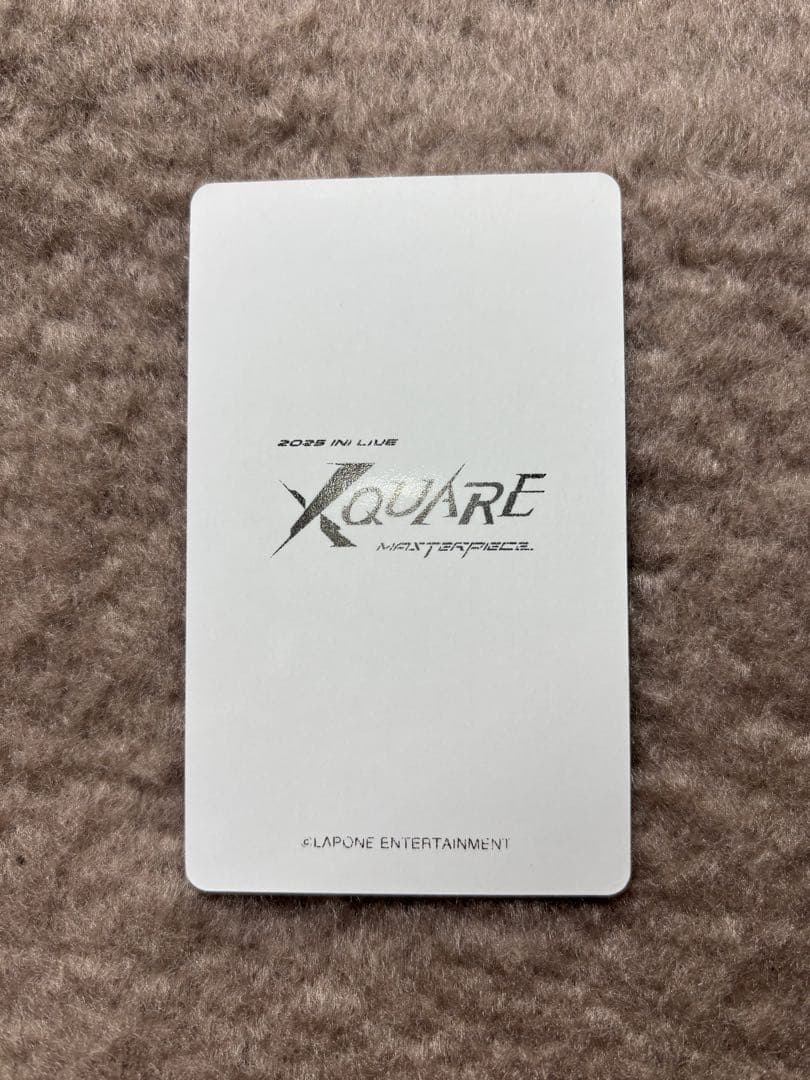 2025 INI LIVE
XQUARE
MASTERPIECE
©LAPONE ENTERTAINMENT